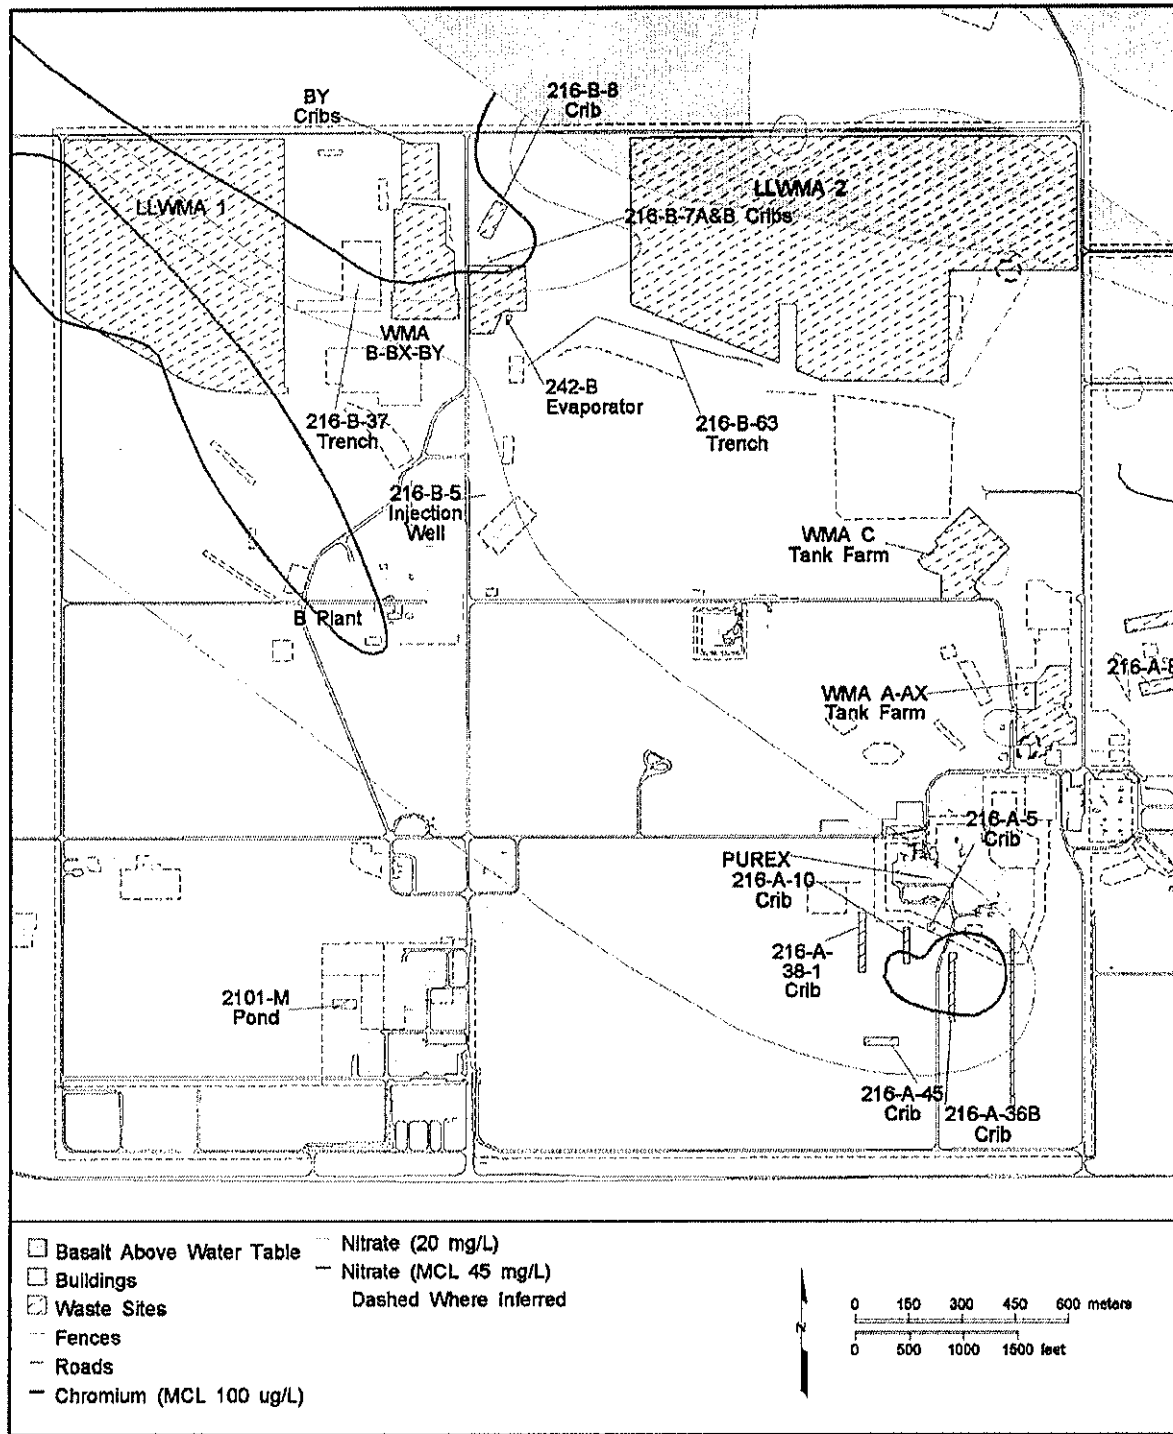 BY
Cribs
216-B-8
Crib
LLWMA 1
LLWMA 2
216-B-7A&B Cribs
WMA
B-BX-BY
242-B
Evaporator
216-B-37
Trench
216-B-63
Trench
216-B-5
Injection
Well
WMA C
Tank Farm
B Plant
216-A-8
WMA A-AX
Tank Farm
216-A-5
Crib
PUREX
216-A-10
Crib
216-A-
38-1
Crib
2101-M
Pond
216-A-45
Crib
216-A-36B
Crib
Basalt Above Water Table
Buildings
Waste Sites
Fences
Roads
Chromium (MCL 100 ug/L)
Nitrate (20 mg/L)
Nitrate (MCL 45 mg/L)
Dashed Where Inferred
N
0 150 300 450 600 meters
0 500 1000 1500 feet